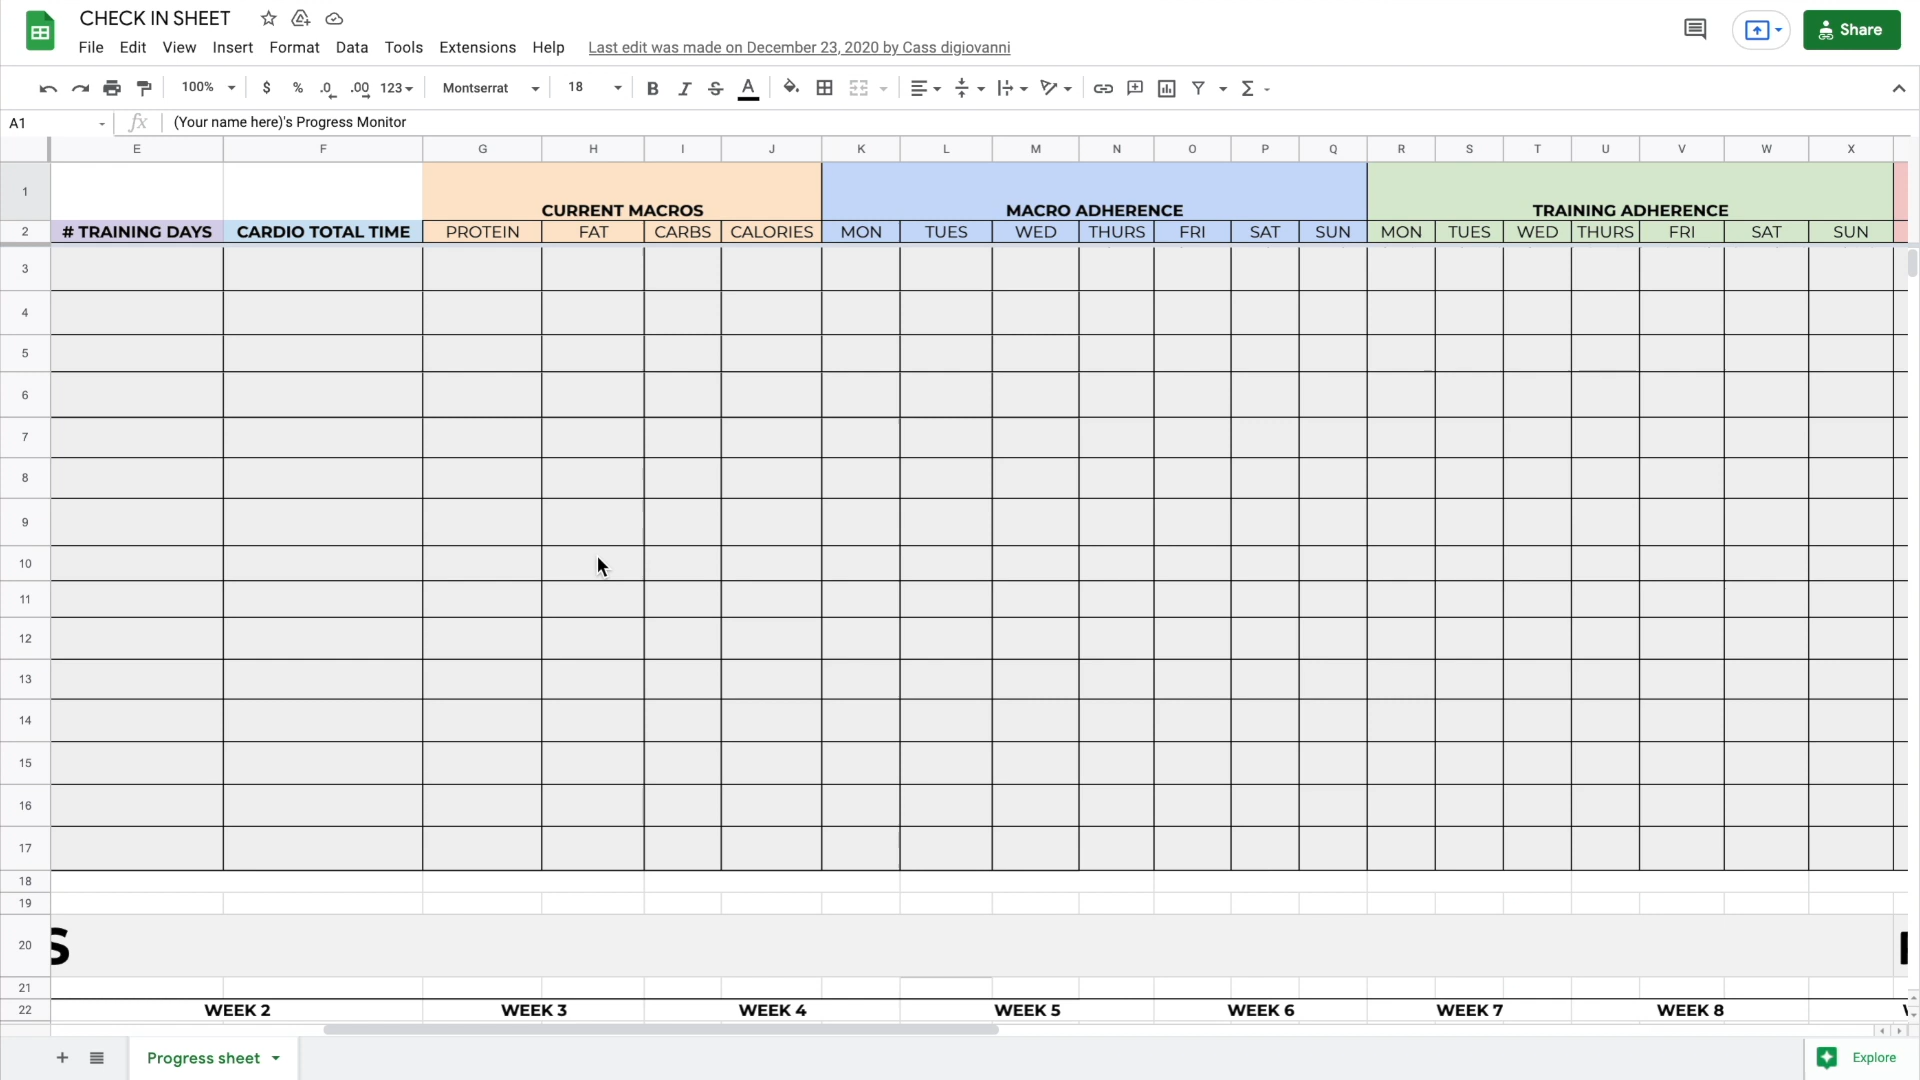 CHECK IN SHEET
File Edit View Insert Format Data Tools Extensions Help Last edit was made on December 23, 2020 by Cass digiovanni
Share
100% $ % .0 .00 123 Montserrat 18 B I S A
A1 fx (Your name here)'s Progress Monitor
E F G H I J K L M N O P Q R S T U V W X
1 CURRENT MACROS MACRO ADHERENCE TRAINING ADHERENCE
2 # TRAINING DAYS CARDIO TOTAL TIME PROTEIN FAT CARBS CALORIES MON TUES WED THURS FRI SAT SUN MON TUES WED THURS FRI SAT SUN
3
4
5
6
7
8
9
10
11
12
13
14
15
16
17
18
19
20 S
21
22 WEEK 2 WEEK 3 WEEK 4 WEEK 5 WEEK 6 WEEK 7 WEEK 8
Progress sheet Explore